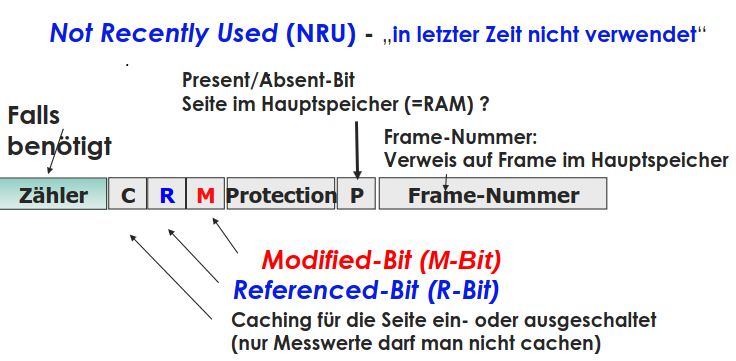 Not Recently Used (NRU) - „in letzter Zeit nicht verwendet“
Present/Absent-Bit
Seite im Hauptspeicher (=RAM) ?
Falls
benötigt
Frame-Nummer:
Verweis auf Frame im Hauptspeicher
Zähler C R M Protection P Frame-Nummer
Modified-Bit (M-Bit)
Referenced-Bit (R-Bit)
Caching für die Seite ein- oder ausgeschaltet
(nur Messwerte darf man nicht cachen)